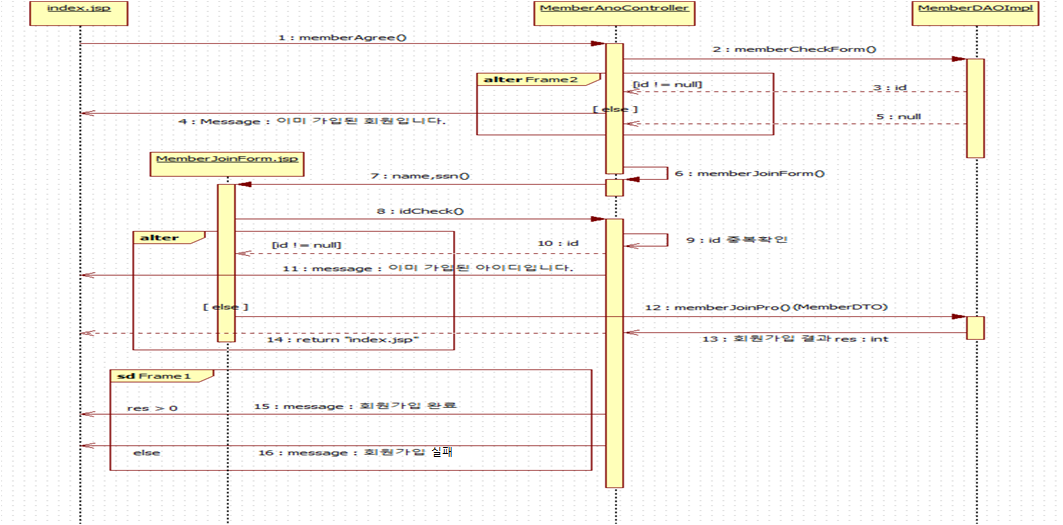 index.jsp
MemberAnoController
MemberDAOImpl
1 : memberAgree()
2 : memberCheckForm()
alter Frame2
[id != null]
3 : id
[ else ]
4 : Message : 이미 가입된 회원입니다.
5 : null
MemberJoinForm.jsp
6 : memberJoinForm()
7 : name,ssn()
8 : idCheck()
alter
[id != null]
10 : id
9 : id 중복확인
11 : message : 이미 가입된 아이디입니다.
[ else ]
12 : memberJoinPro()(MemberDTO)
14 : return "index.jsp"
13 : 회원가입 결과 res : int
sd Frame1
res > 0
15 : message : 회원가입 완료
else
16 : message : 회원가입 실패